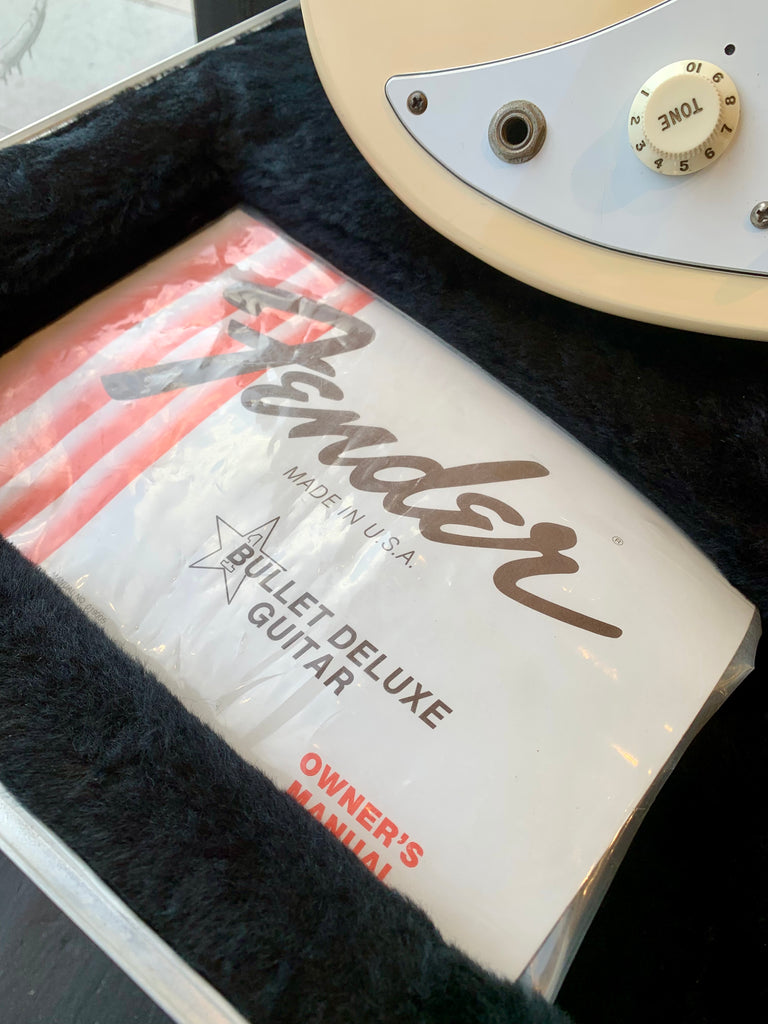 TONE
1 2 3 4 5 6 7 8 9 10
Fender®
MADE IN U.S.A.
BULLET DELUXE
GUITAR
OWNER'S
MANUAL